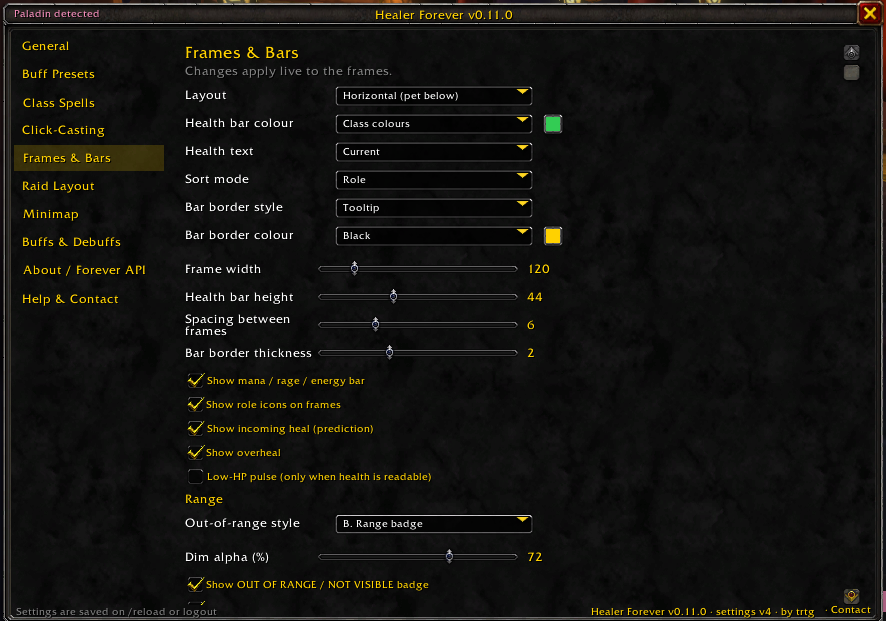 Paladin detected
Healer Forever v0.11.0
General
Buff Presets
Class Spells
Click-Casting
Frames & Bars
Raid Layout
Minimap
Buffs & Debuffs
About / Forever API
Help & Contact
Frames & Bars
Changes apply live to the frames.
Layout Horizontal (pet below)
Health bar colour Class colours
Health text Current
Sort mode Role
Bar border style Tooltip
Bar border colour Black
Frame width 120
Health bar height 44
Spacing between
frames 6
Bar border thickness 2
Show mana / rage / energy bar
Show role icons on frames
Show incoming heal (prediction)
Show overheal
Low-HP pulse (only when health is readable)
Range
Out-of-range style B. Range badge
Dim alpha (%) 72
Show OUT OF RANGE / NOT VISIBLE badge
Settings are saved on /reload or logout
Healer Forever v0.11.0 · settings v4 · by trtg · Contact